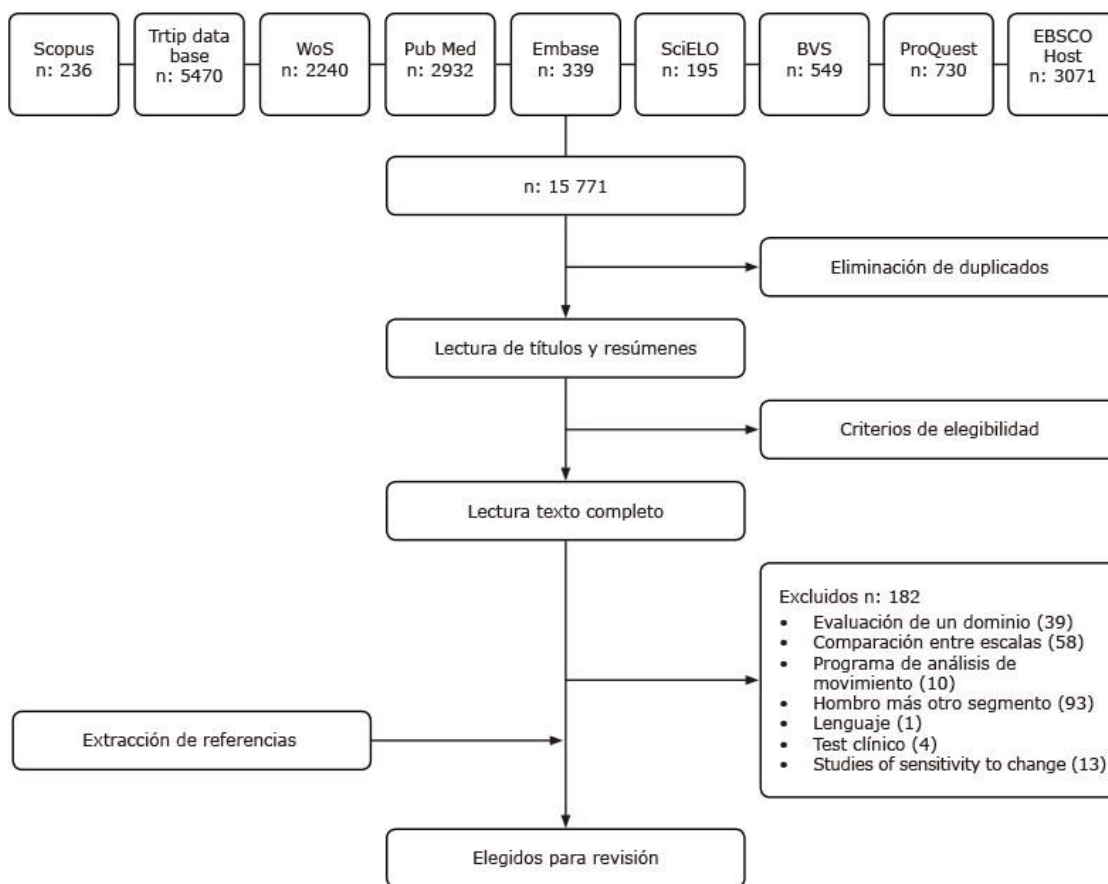 Scopus
n: 236
Trtip data
base
n: 5470
WoS
n: 2240
Pub Med
n: 2932
Embase
n: 339
SciELO
n: 195
BVS
n: 549
ProQuest
n: 730
EBSCO
Host
n: 3071
n: 15 771
Eliminación de duplicados
Lectura de títulos y resúmenes
Criterios de elegibilidad
Lectura texto completo
Excluidos n: 182
• Evaluación de un dominio (39)
• Comparación entre escalas (58)
• Programa de análisis de
movimiento (10)
• Hombro más otro segmento (93)
• Lenguaje (1)
• Test clínico (4)
• Studies of sensitivity to change (13)
Extracción de referencias
Elegidos para revisión